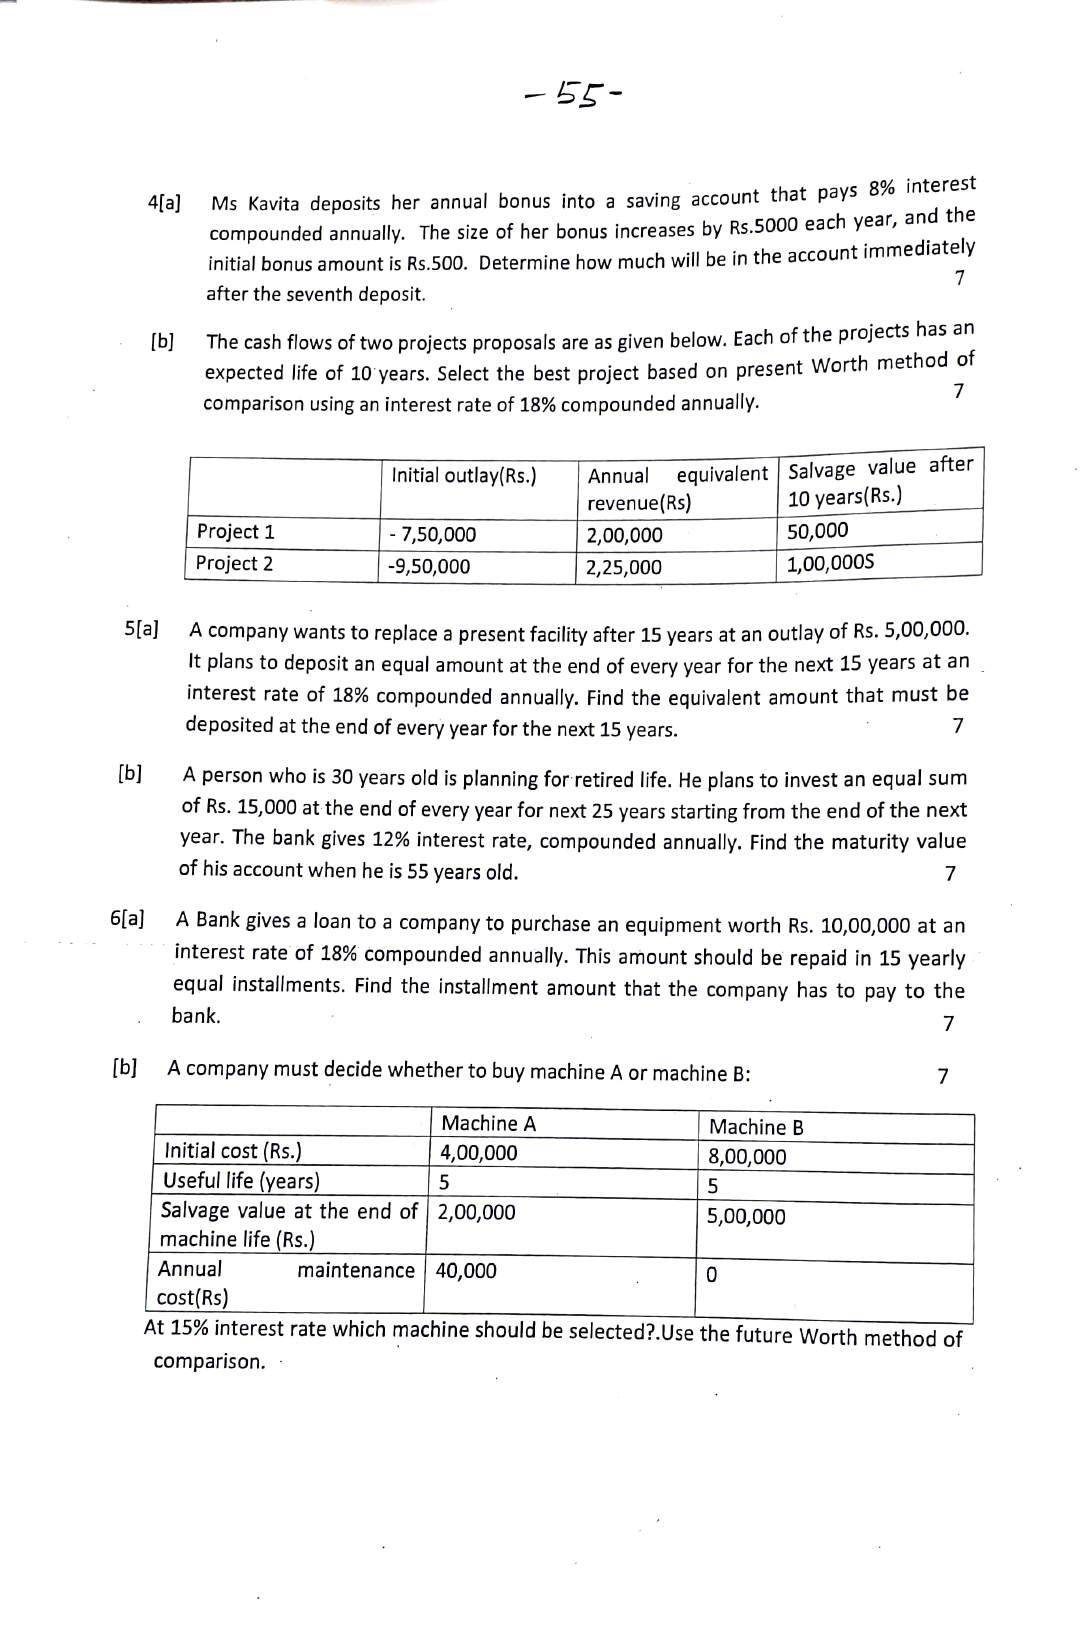 - 55 -
4[a] Ms Kavita deposits her annual bonus into a saving account that pays 8% interest
compounded annually. The size of her bonus increases by Rs.5000 each year, and the
initial bonus amount is Rs.500. Determine how much will be in the account immediately
after the seventh deposit. 7
[b] The cash flows of two projects proposals are as given below. Each of the projects has an
expected life of 10 years. Select the best project based on present Worth method of
comparison using an interest rate of 18% compounded annually. 7
Initial outlay(Rs.) Annual equivalent Salvage value after
revenue(Rs) 10 years(Rs.)
Project 1 - 7,50,000 2,00,000 50,000
Project 2 -9,50,000 2,25,000 1,00,000S
5[a] A company wants to replace a present facility after 15 years at an outlay of Rs. 5,00,000.
It plans to deposit an equal amount at the end of every year for the next 15 years at an
interest rate of 18% compounded annually. Find the equivalent amount that must be
deposited at the end of every year for the next 15 years. 7
[b] A person who is 30 years old is planning for retired life. He plans to invest an equal sum
of Rs. 15,000 at the end of every year for next 25 years starting from the end of the next
year. The bank gives 12% interest rate, compounded annually. Find the maturity value
of his account when he is 55 years old. 7
6[a] A Bank gives a loan to a company to purchase an equipment worth Rs. 10,00,000 at an
interest rate of 18% compounded annually. This amount should be repaid in 15 yearly
equal installments. Find the installment amount that the company has to pay to the
bank. 7
[b] A company must decide whether to buy machine A or machine B: 7
Machine A Machine B
Initial cost (Rs.) 4,00,000 8,00,000
Useful life (years) 5 5
Salvage value at the end of 2,00,000 5,00,000
machine life (Rs.)
Annual maintenance 40,000 0
cost(Rs)
At 15% interest rate which machine should be selected?.Use the future Worth method of
comparison.